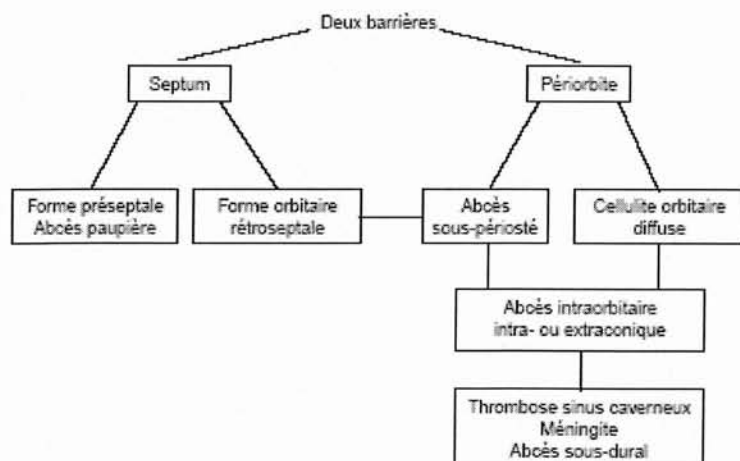 Deux barrières
Septum
Périorbite
Forme préseptale
Abcès paupière
Forme orbitaire
rétroseptale
Abcès
sous-périosté
Cellulite orbitaire
diffuse
Abcès intraorbitaire
intra- ou extraconique
Thrombose sinus caverneux
Méningite
Abcès sous-dural